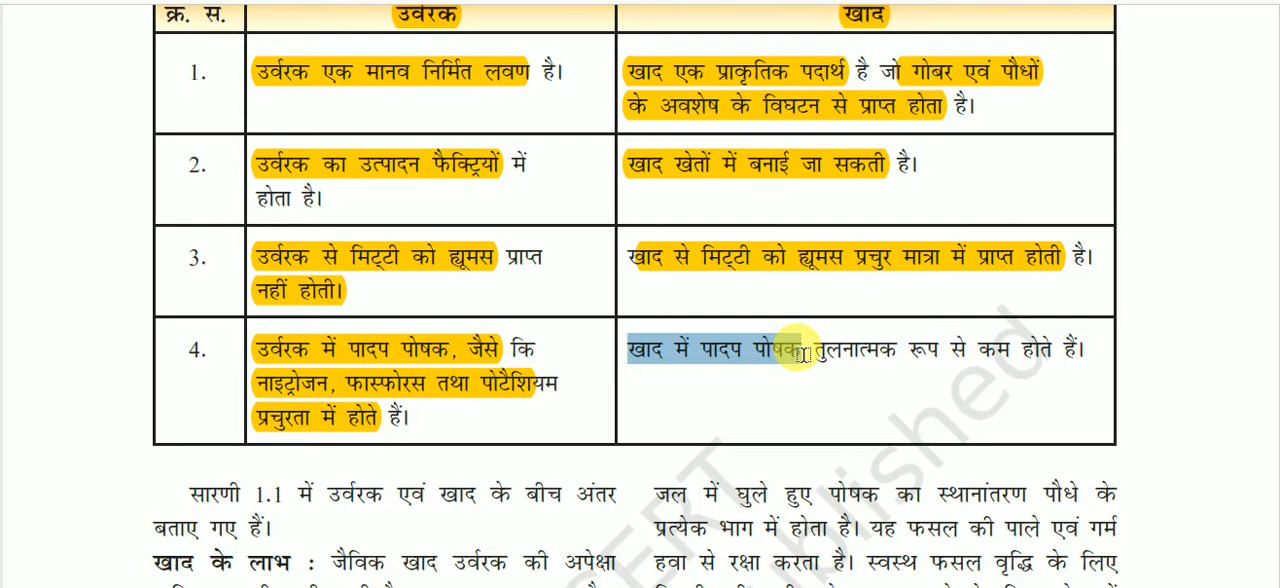 क्र. स. उर्वरक खाद
1. उर्वरक एक मानव निर्मित लवण है। खाद एक प्राकृतिक पदार्थ है जो गोबर एवं पौधों
के अवशेष के विघटन से प्राप्त होता है।
2. उर्वरक का उत्पादन फैक्ट्रियों में खाद खेतों में बनाई जा सकती है।
होता है।
3. उर्वरक से मिट्टी को ह्यूमस प्राप्त खाद से मिट्टी को ह्यूमस प्रचुर मात्रा में प्राप्त होती है।
नहीं होती।
4. उर्वरक में पादप पोषक, जैसे कि खाद में पादप पोषक तुलनात्मक रूप से कम होते हैं।
नाइट्रोजन, फास्फोरस तथा पोटैशियम
प्रचुरता में होते हैं।
सारणी 1.1 में उर्वरक एवं खाद के बीच अंतर
बताए गए हैं।
खाद के लाभ : जैविक खाद उर्वरक की अपेक्षा
जल में घुले हुए पोषक का स्थानांतरण पौधे के
प्रत्येक भाग में होता है। यह फसल की पाले एवं गर्म
हवा से रक्षा करता है। स्वस्थ फसल वृद्धि के लिए